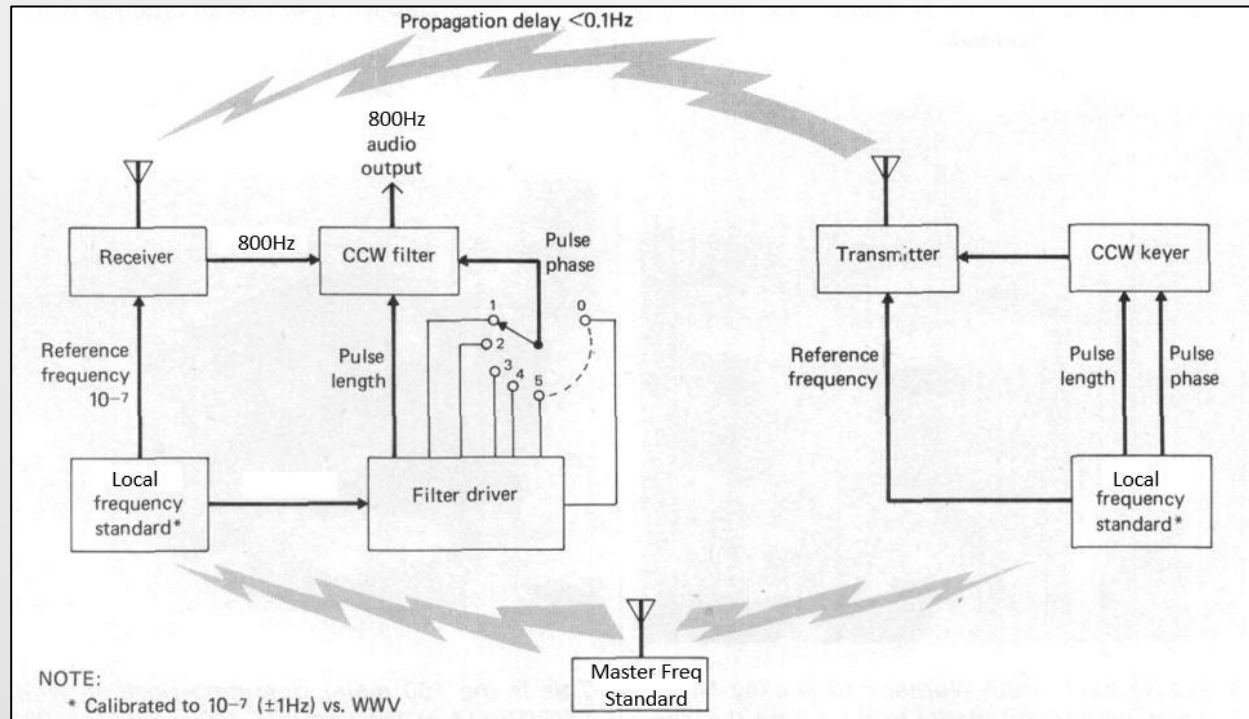 Propagation delay <0.1Hz
800Hz
audio
output
Receiver
800Hz
CCW filter
Pulse
phase
Transmitter
CCW keyer
1
2
3
4
5
0
Reference
frequency
10⁻⁷
Pulse
length
Reference
frequency
Pulse
length
Pulse
phase
Local
frequency
standard*
Filter driver
Local
frequency
standard*
Master Freq
Standard
NOTE:
* Calibrated to 10⁻⁷ (±1Hz) vs. WWV